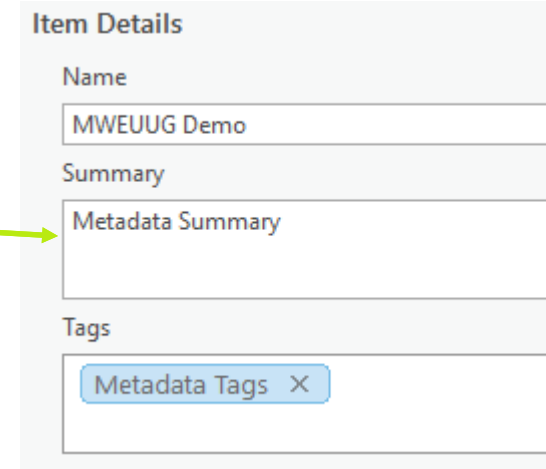 Item Details
Name
MWEUUG Demo
Summary
Metadata Summary
Tags
Metadata Tags ×